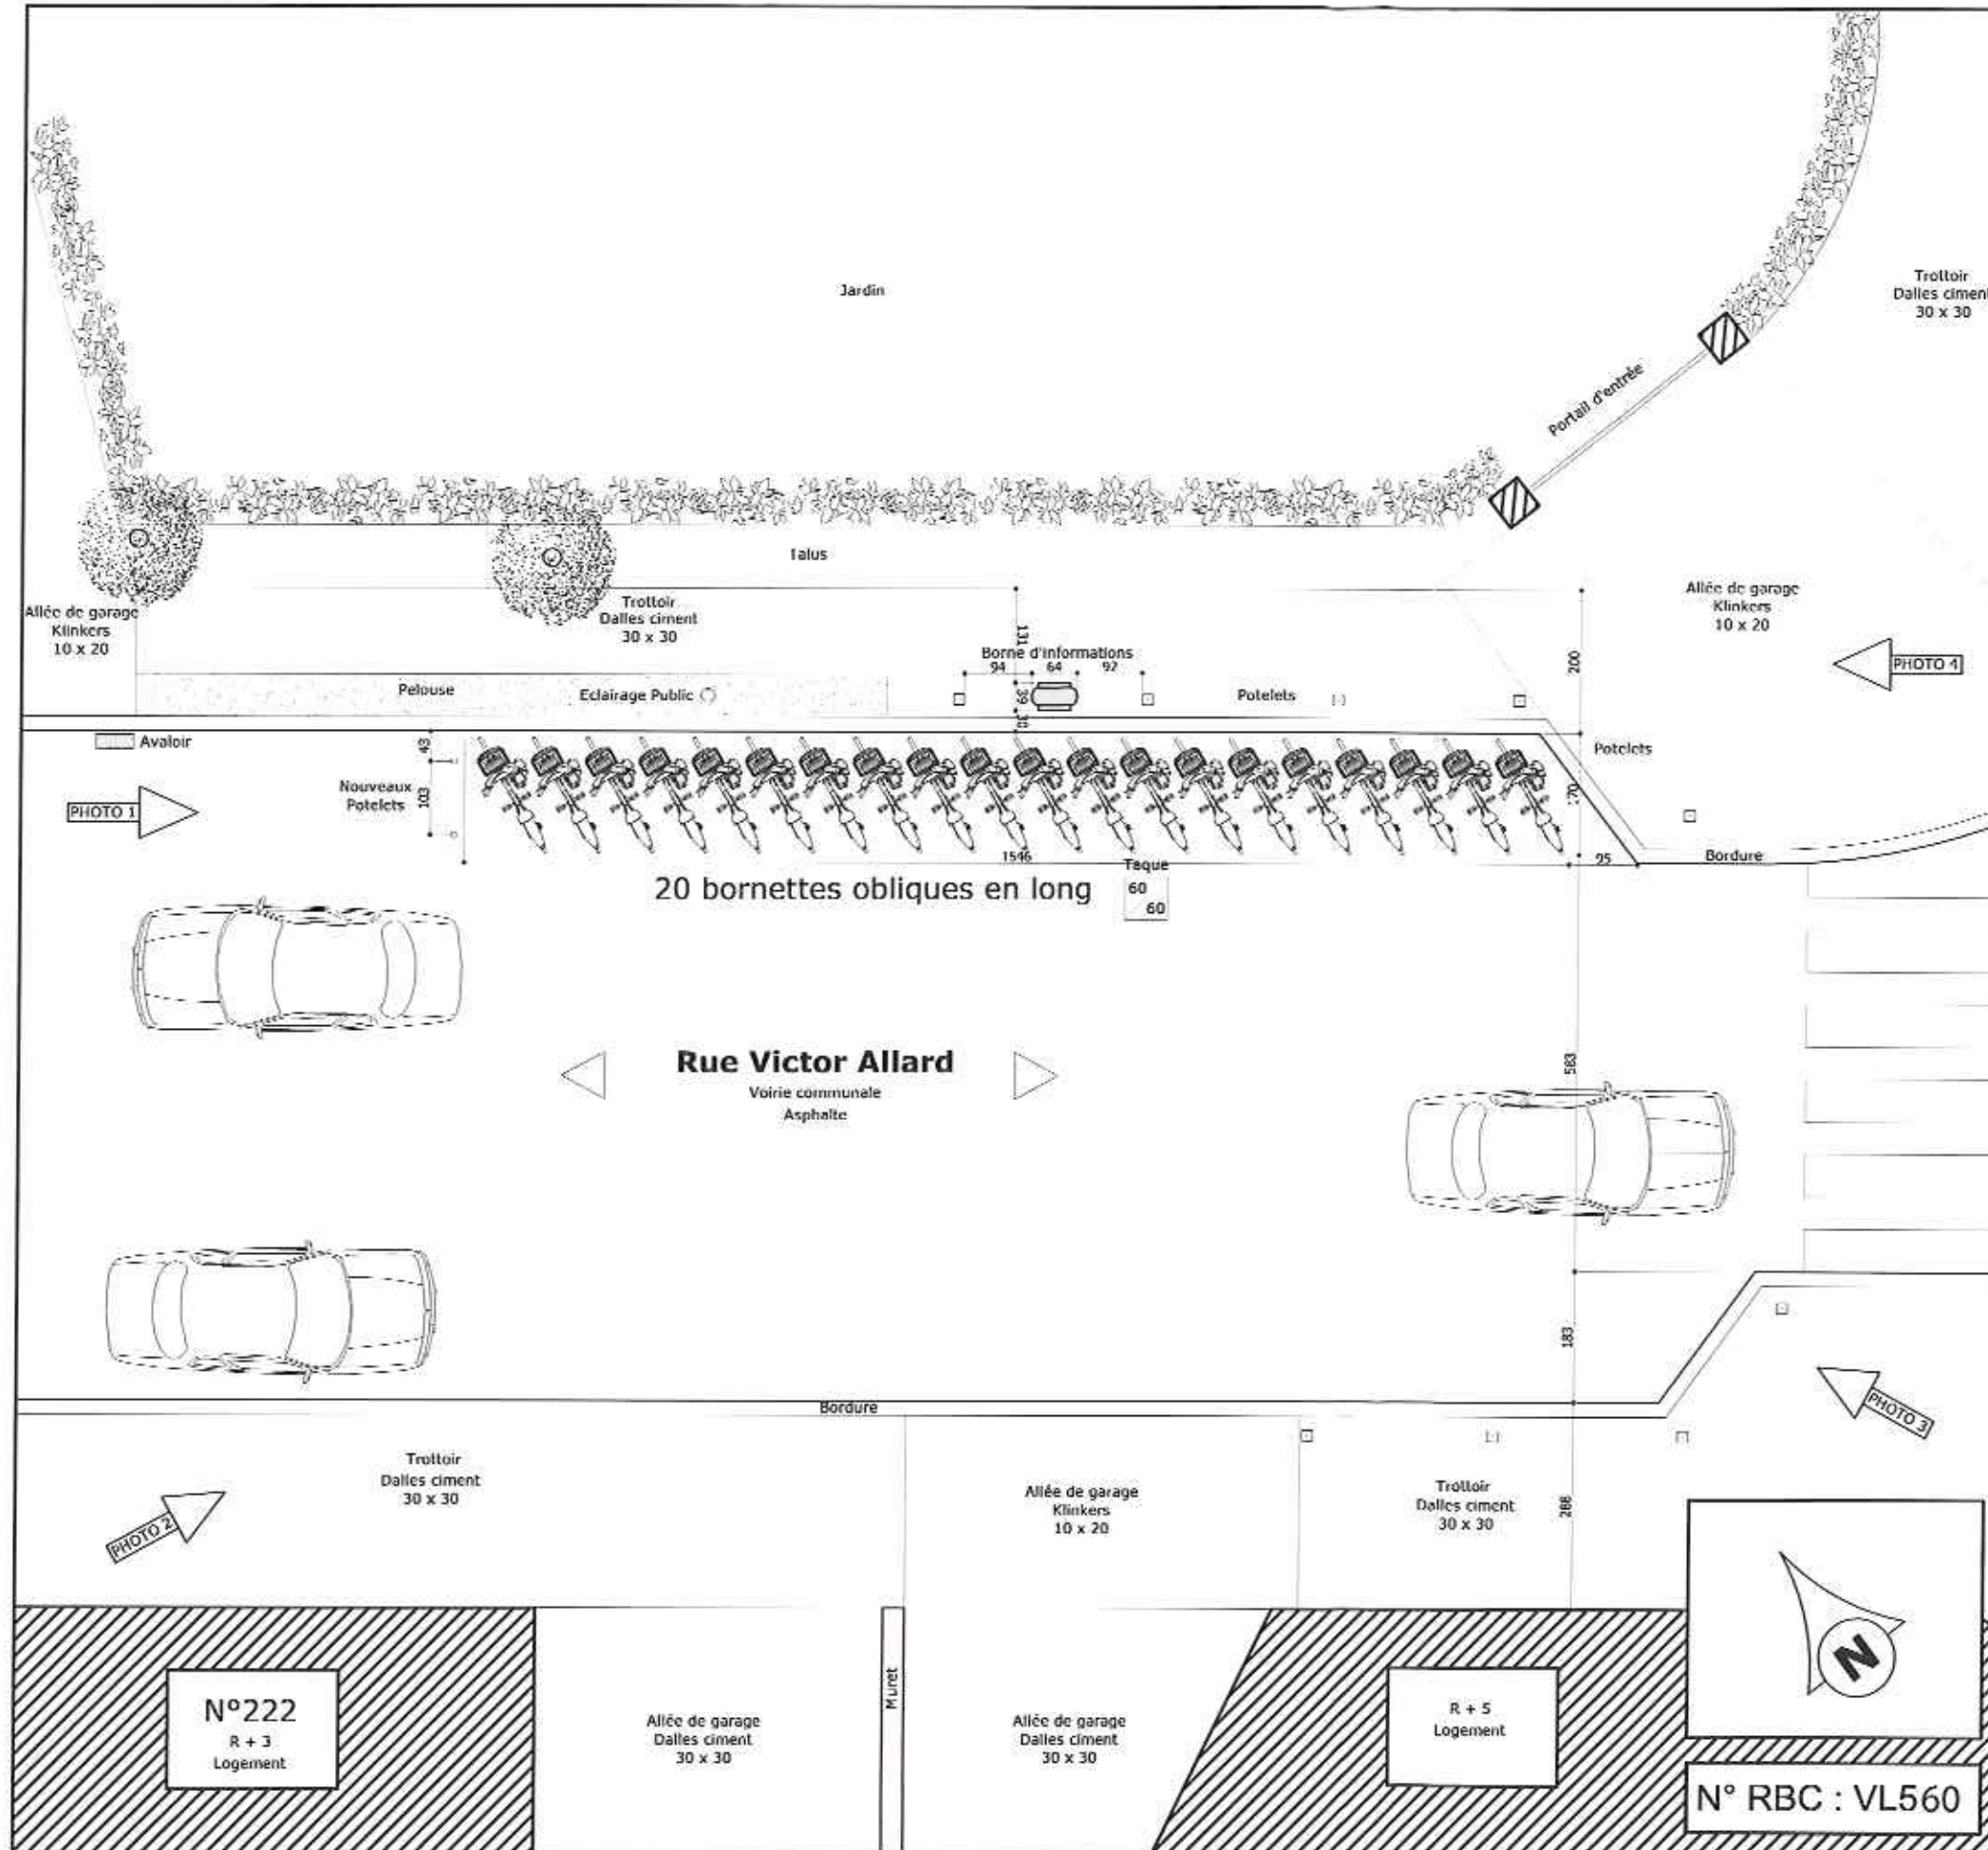 Jardin
Trottoir
Dalles ciment
30 x 30
Portail d'entrée
Talus
Allée de garage
Klinkers
10 x 20
Trottoir
Dalles ciment
30 x 30
Allée de garage
Klinkers
10 x 20
131
Borne d'informations
94 64 92
200
PHOTO 4
Pelouse
Eclairage Public
39
Potelets
30
Avaloir
43
Potelets
PHOTO 1
Nouveaux
Potelets
103
170
1546
95
Bordure
Taque
60
60
20 bornettes obliques en long
Rue Victor Allard
Voirie communale
Asphalte
583
183
Bordure
PHOTO 3
Trottoir
Dalles ciment
30 x 30
PHOTO 2
Allée de garage
Klinkers
10 x 20
Trottoir
Dalles ciment
30 x 30
288
N
Muret
Nº222
R + 3
Logement
Allée de garage
Dalles ciment
30 x 30
Allée de garage
Dalles ciment
30 x 30
R + 5
Logement
N° RBC : VL560